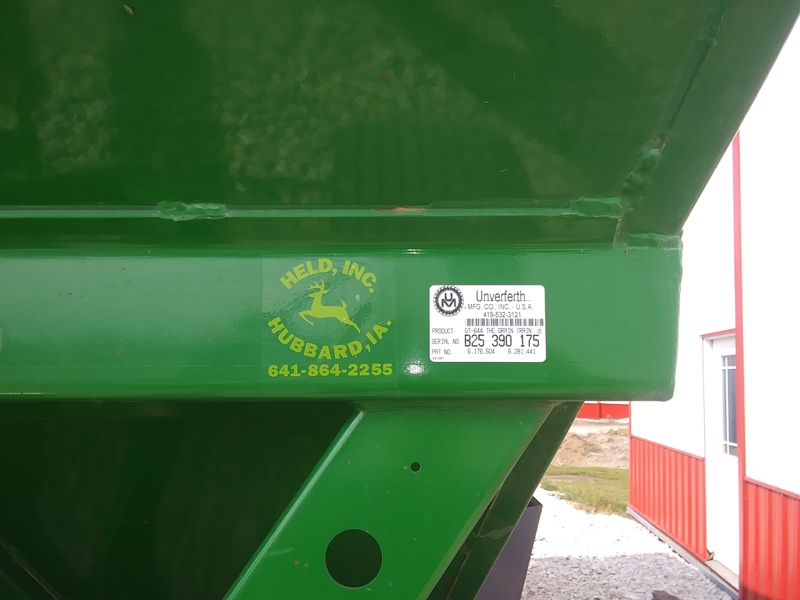 HELD, INC.
HUBBARD, IA.
641-864-2255
UM
Unverferth
MFG. CO., INC. - U.S.A.
419-532-3121
PRODUCT: GT-644 THE GRAIN TRAIN
SERIAL NO. B25 390 175
PAT NO 6.176.504 6.281.441